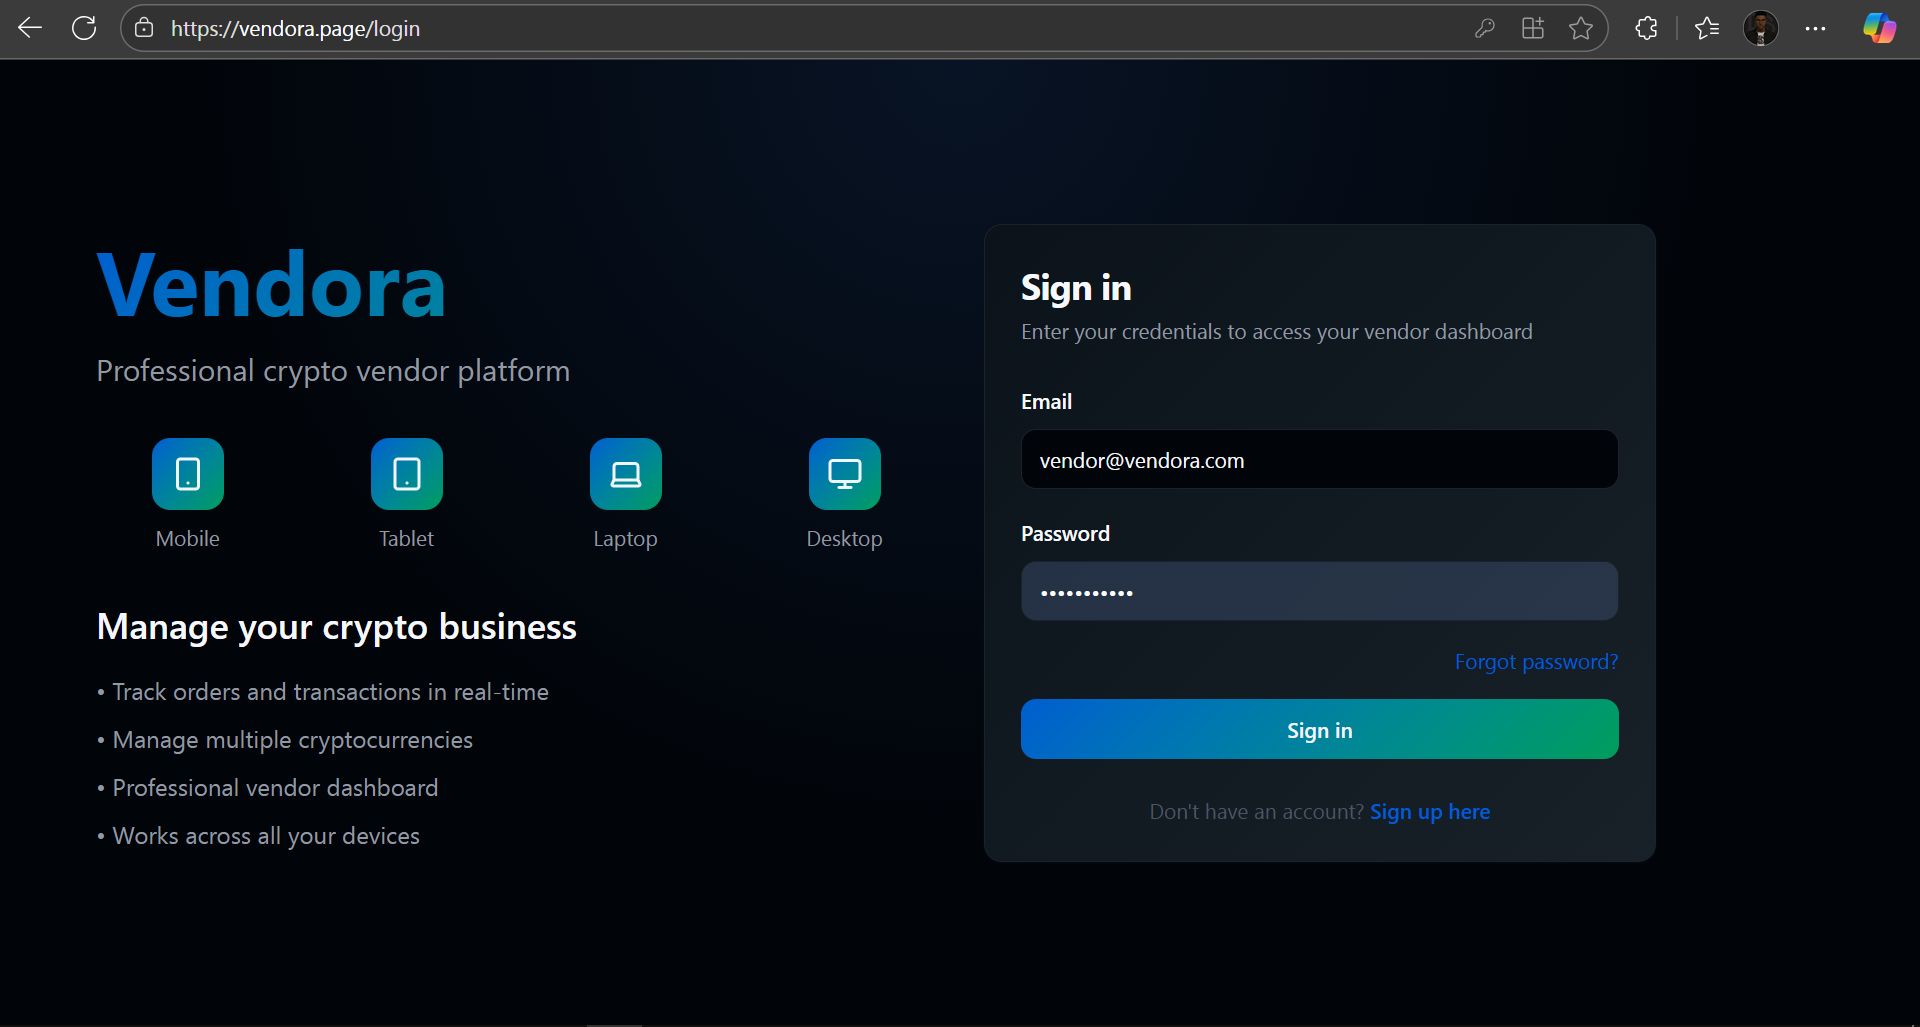 https://vendora.page/login
Vendora
Professional crypto vendor platform
Mobile
Tablet
Laptop
Desktop
Manage your crypto business
• Track orders and transactions in real-time
• Manage multiple cryptocurrencies
• Professional vendor dashboard
• Works across all your devices
Sign in
Enter your credentials to access your vendor dashboard
Email
vendor@vendora.com
Password
•••••••••••
Forgot password?
Sign in
Don't have an account? Sign up here